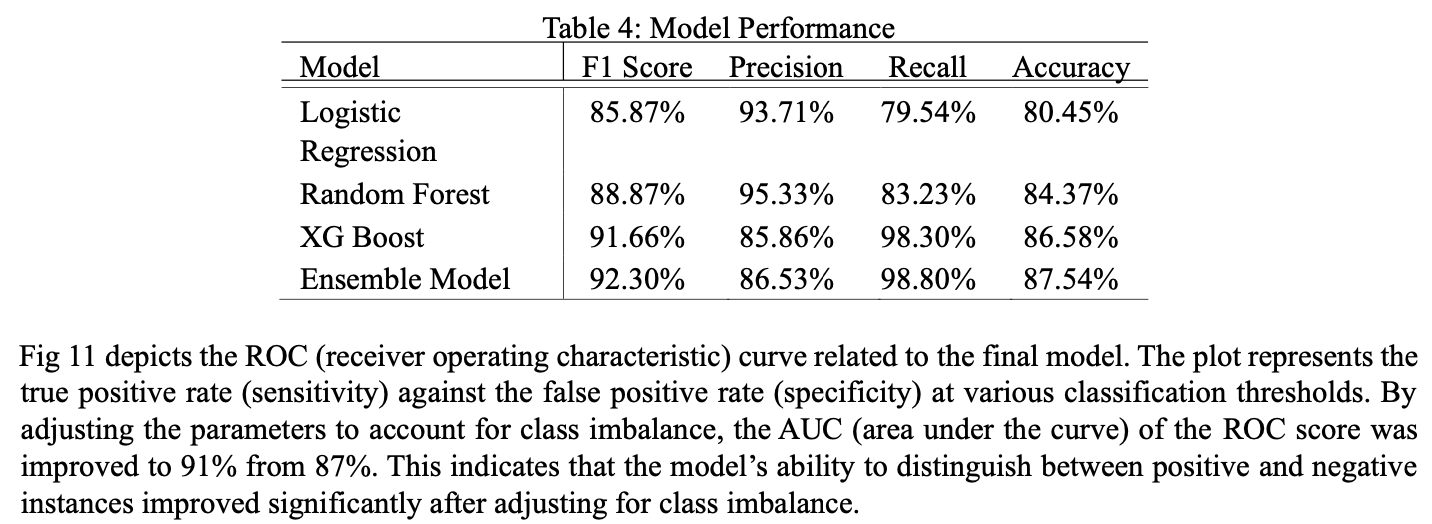 Table 4: Model Performance
Model F1 Score Precision Recall Accuracy
Logistic 85.87% 93.71% 79.54% 80.45%
Regression
Random Forest 88.87% 95.33% 83.23% 84.37%
XG Boost 91.66% 85.86% 98.30% 86.58%
Ensemble Model 92.30% 86.53% 98.80% 87.54%
Fig 11 depicts the ROC (receiver operating characteristic) curve related to the final model. The plot represents the
true positive rate (sensitivity) against the false positive rate (specificity) at various classification thresholds. By
adjusting the parameters to account for class imbalance, the AUC (area under the curve) of the ROC score was
improved to 91% from 87%. This indicates that the model’s ability to distinguish between positive and negative
instances improved significantly after adjusting for class imbalance.